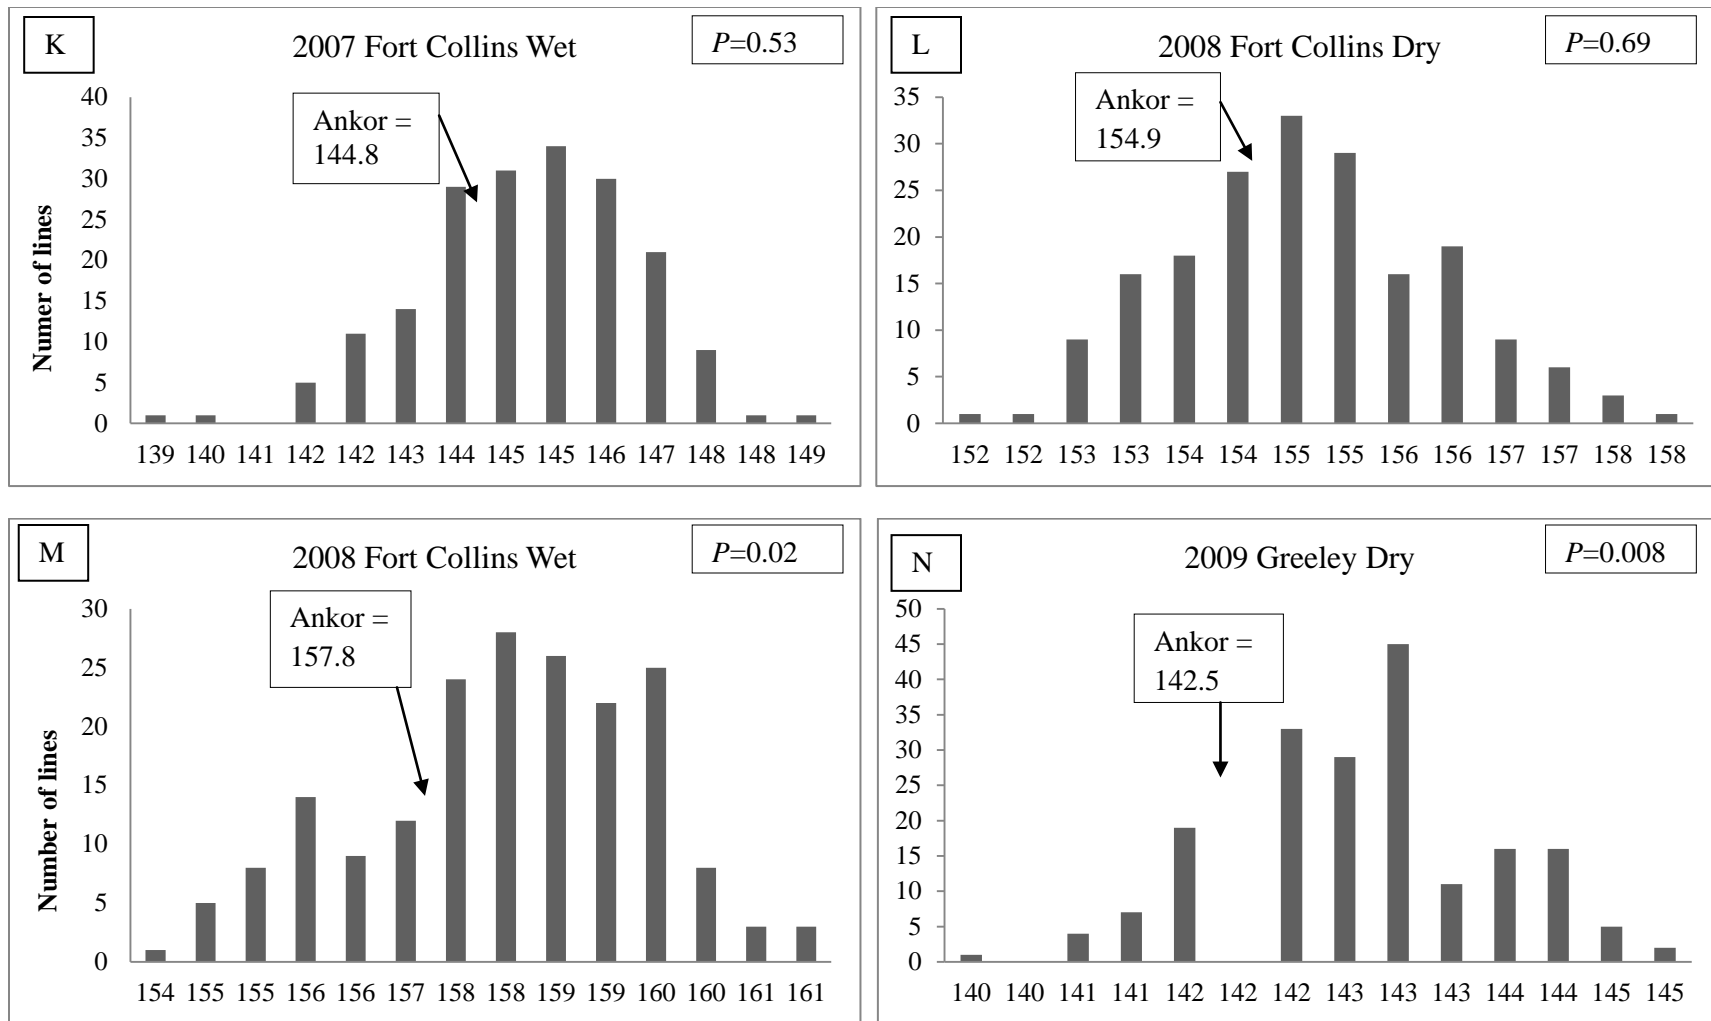 K
2007 Fort Collins Wet
P=0.53
Numer of lines
40
35
30
25
20
15
10
5
0
Ankor =
144.8
139 140 141 142 142 143 144 145 145 146 147 148 148 149
L
2008 Fort Collins Dry
P=0.69
35
30
25
20
15
10
5
0
Ankor =
154.9
152 152 153 153 154 154 155 155 156 156 157 157 158 158
M
2008 Fort Collins Wet
P=0.02
Number of lines
30
25
20
15
10
5
0
Ankor =
157.8
154 155 155 156 156 157 158 158 159 159 160 160 161 161
N
2009 Greeley Dry
P=0.008
50
45
40
35
30
25
20
15
10
5
0
Ankor =
142.5
140 140 141 141 142 142 142 143 143 143 144 144 145 145